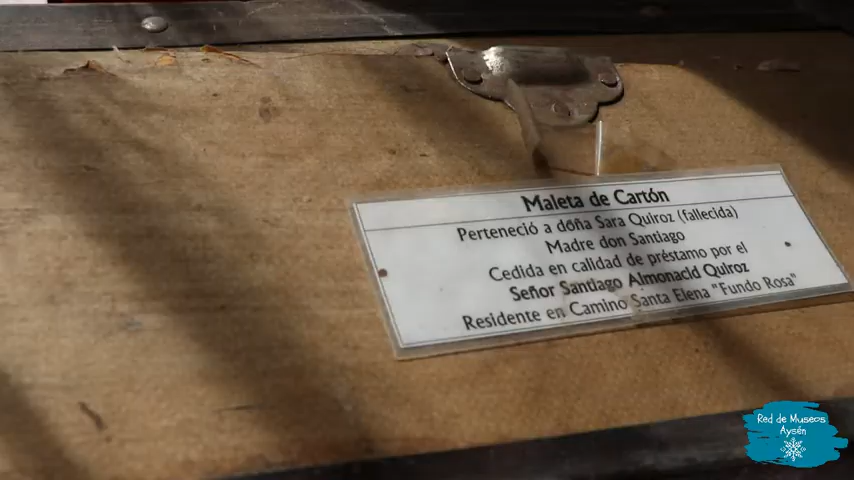 Maleta de Cartón
Perteneció a doña Sara Quiroz (fallecida)
Madre don Santiago
Cedida en calidad de préstamo por el
Señor Santiago Almonacid Quiroz
Residente en Camino Santa Elena "Fundo Rosa"
Red de Museos
Aysén